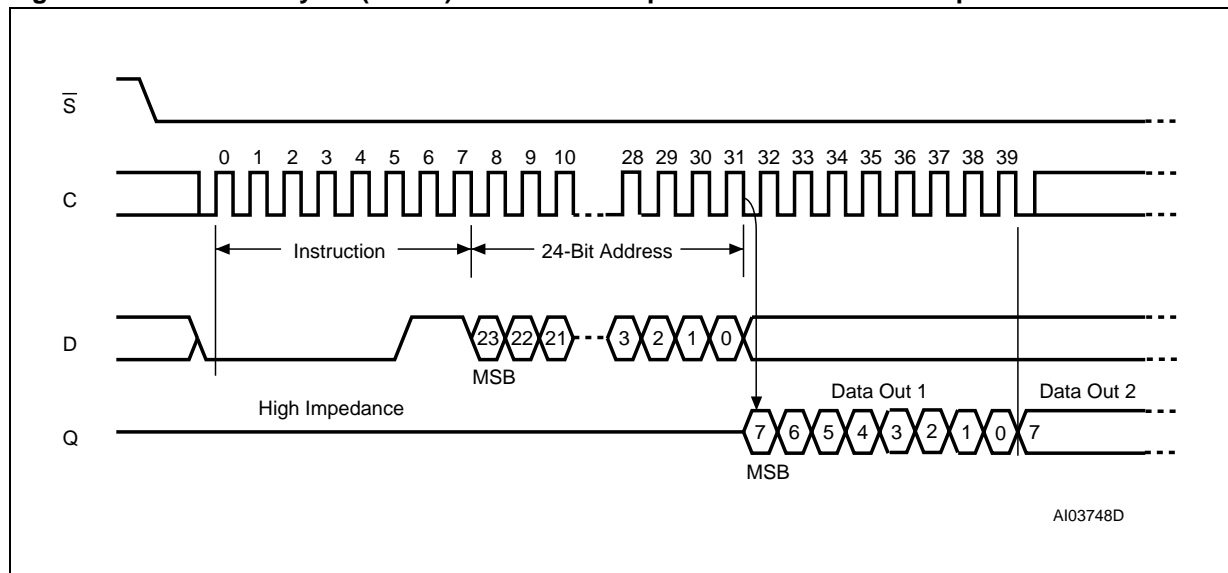 S
0 1 2 3 4 5 6 7 8 9 10 28 29 30 31 32 33 34 35 36 37 38 39
C
Instruction 24-Bit Address
D 23 22 21 3 2 1 0
MSB
High Impedance Data Out 1 Data Out 2
Q 7 6 5 4 3 2 1 0 7
MSB
AI03748D